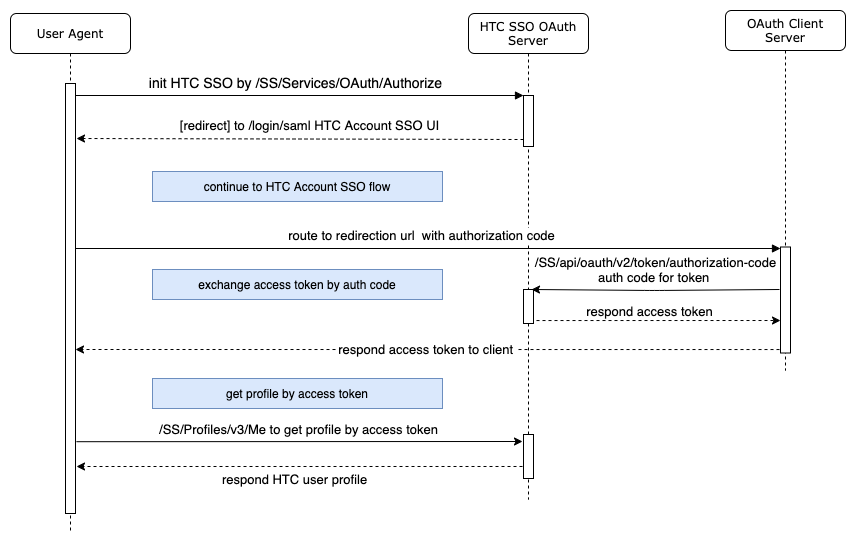 User Agent
HTC SSO OAuth
Server
OAuth Client
Server
init HTC SSO by /SS/Services/OAuth/Authorize
[redirect] to /login/saml HTC Account SSO UI
continue to HTC Account SSO flow
route to redirection url with authorization code
/SS/api/oauth/v2/token/authorization-code
auth code for token
exchange access token by auth code
respond access token
respond access token to client
get profile by access token
/SS/Profiles/v3/Me to get profile by access token
respond HTC user profile